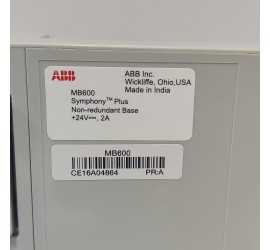 ABB
ABB Inc.
Wickliffe, Ohio,USA
Made in India
MB600
Symphony™ Plus
Non-redundant Base
+24V⎓, 2A
MB600
CE16A04864 PR:A